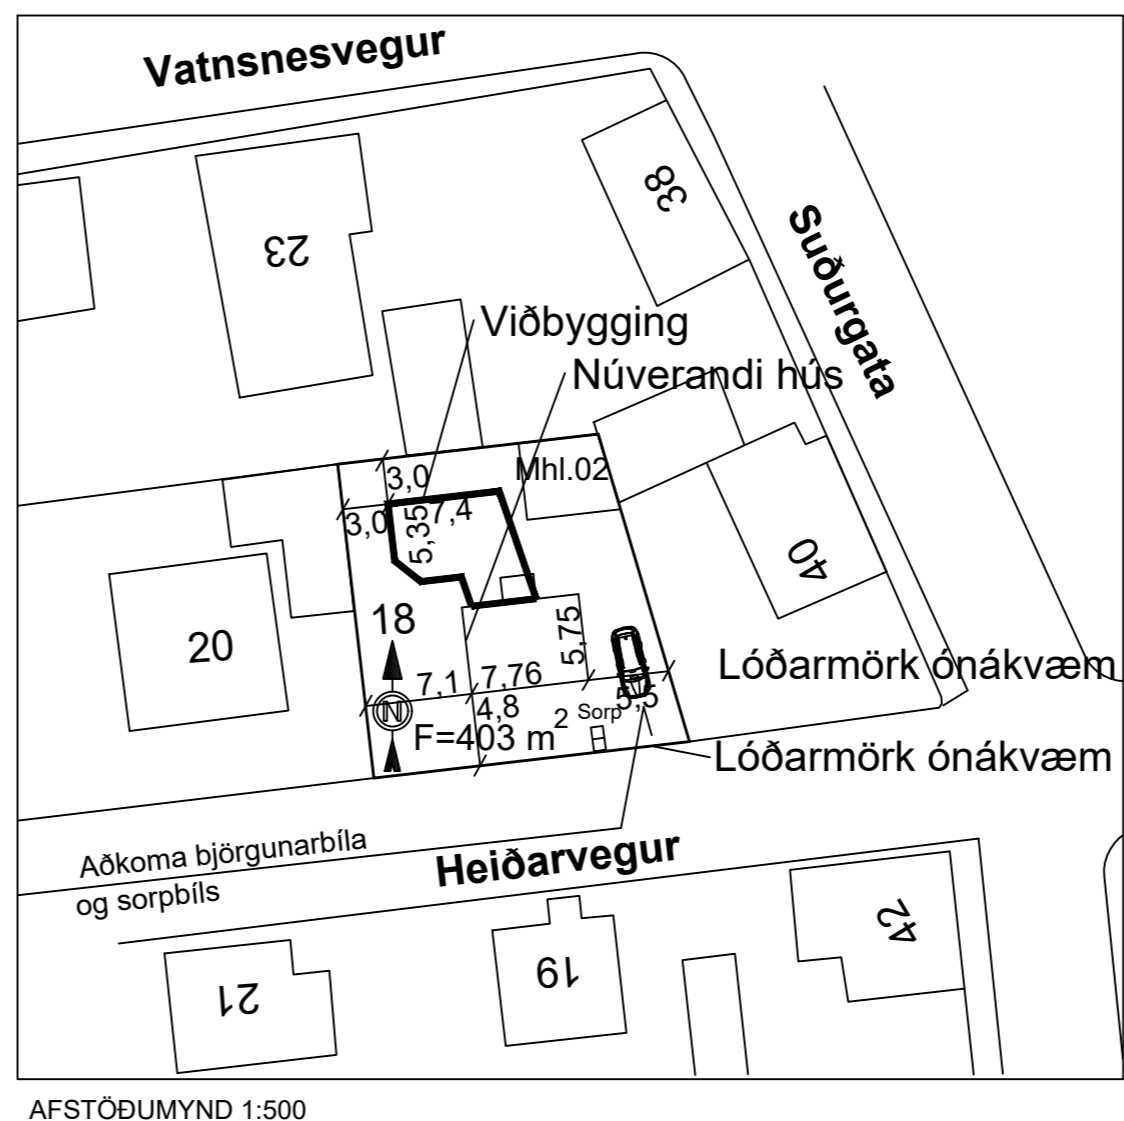 Vatnsnesvegur
38
23
Suðurgata
Viðbygging
Núverandi hús
Mhl.02
3,0
3,0
5,35
7,4
40
18
20
5,75
Lóðarmörk ónákvæm
7,1
7,76
5,5
4,8
Sorp
N
F=403 m2
Lóðarmörk ónákvæm
Aðkoma björgunarbíla
og sorpbíls
Heiðarvegur
42
19
21
AFSTÖÐUMYND 1:500